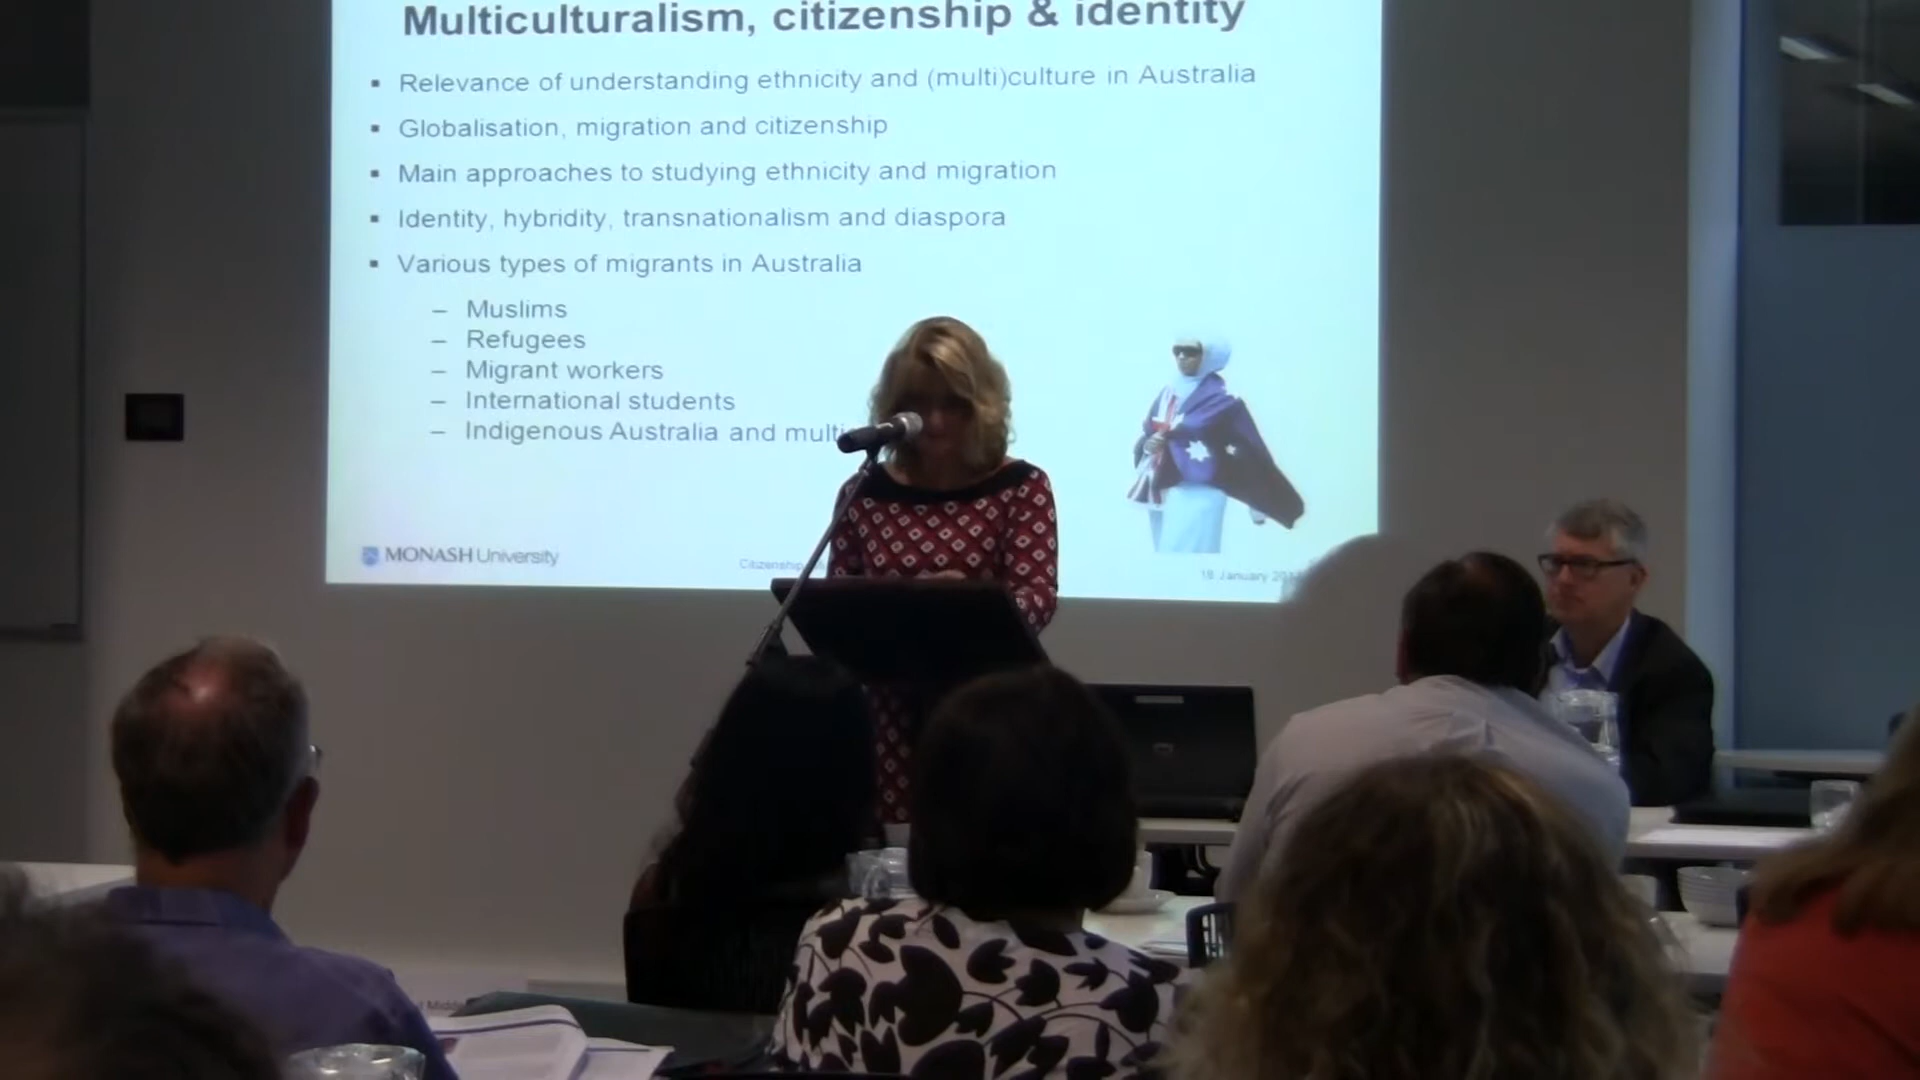 Multiculturalism, citizenship & identity
▪ Relevance of understanding ethnicity and (multi)culture in Australia
▪ Globalisation, migration and citizenship
▪ Main approaches to studying ethnicity and migration
▪ Identity, hybridity, transnationalism and diaspora
▪ Various types of migrants in Australia
– Muslims
– Refugees
– Migrant workers
– International students
– Indigenous Australia and multi
MONASH University
Citizenship
18 January